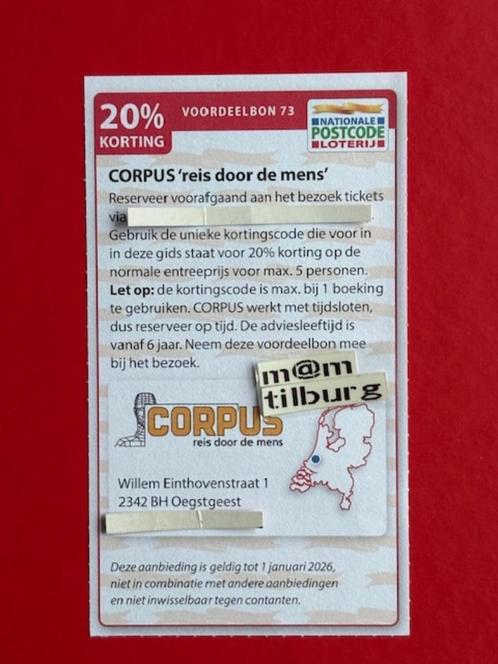 20%
KORTING
VOORDEELBON 73
NATIONALE
POSTCODE
LOTERIJ
CORPUS ‘reis door de mens’
Reserveer voorafgaand aan het bezoek tickets
via
Gebruik de unieke kortingscode die voor in
in deze gids staat voor 20% korting op de
normale entreeprijs voor max. 5 personen.
Let op: de kortingscode is max. bij 1 boeking
te gebruiken. CORPUS werkt met tijdsloten,
dus reserveer op tijd. De adviesleeftijd is
vanaf 6 jaar. Neem deze voordeelbon mee
bij het bezoek.
m@m
tilburg
CORPUS
reis door de mens
Willem Einthovenstraat 1
2342 BH Oegstgeest
Deze aanbieding is geldig tot 1 januari 2026,
niet in combinatie met andere aanbiedingen
en niet inwisselbaar tegen contanten.